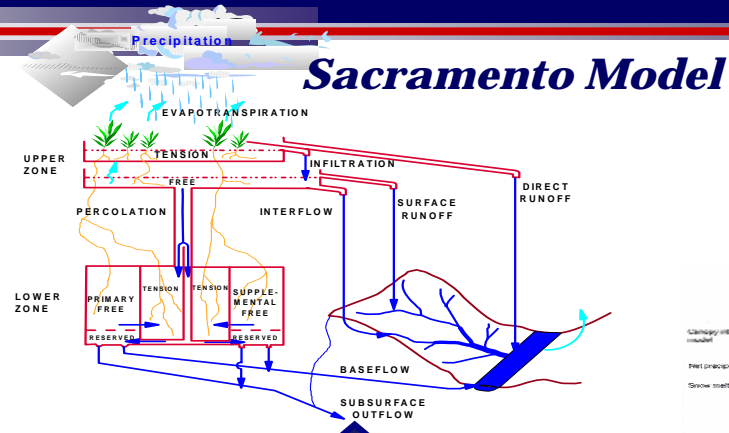 Precipitation
Sacramento Model
EVAPOTRANSPIRATION
UPPER
ZONE
TENSION
INFILTRATION
FREE
DIRECT
RUNOFF
PERCOLATION
INTERFLOW
SURFACE
RUNOFF
LOWER
ZONE
PRIMARY
FREE
TENSION
TENSION
SUPPLE-
MENTAL
FREE
RESERVED
RESERVED
BASEFLOW
SUBSURFACE
OUTFLOW
model
Net precip
Snow melt